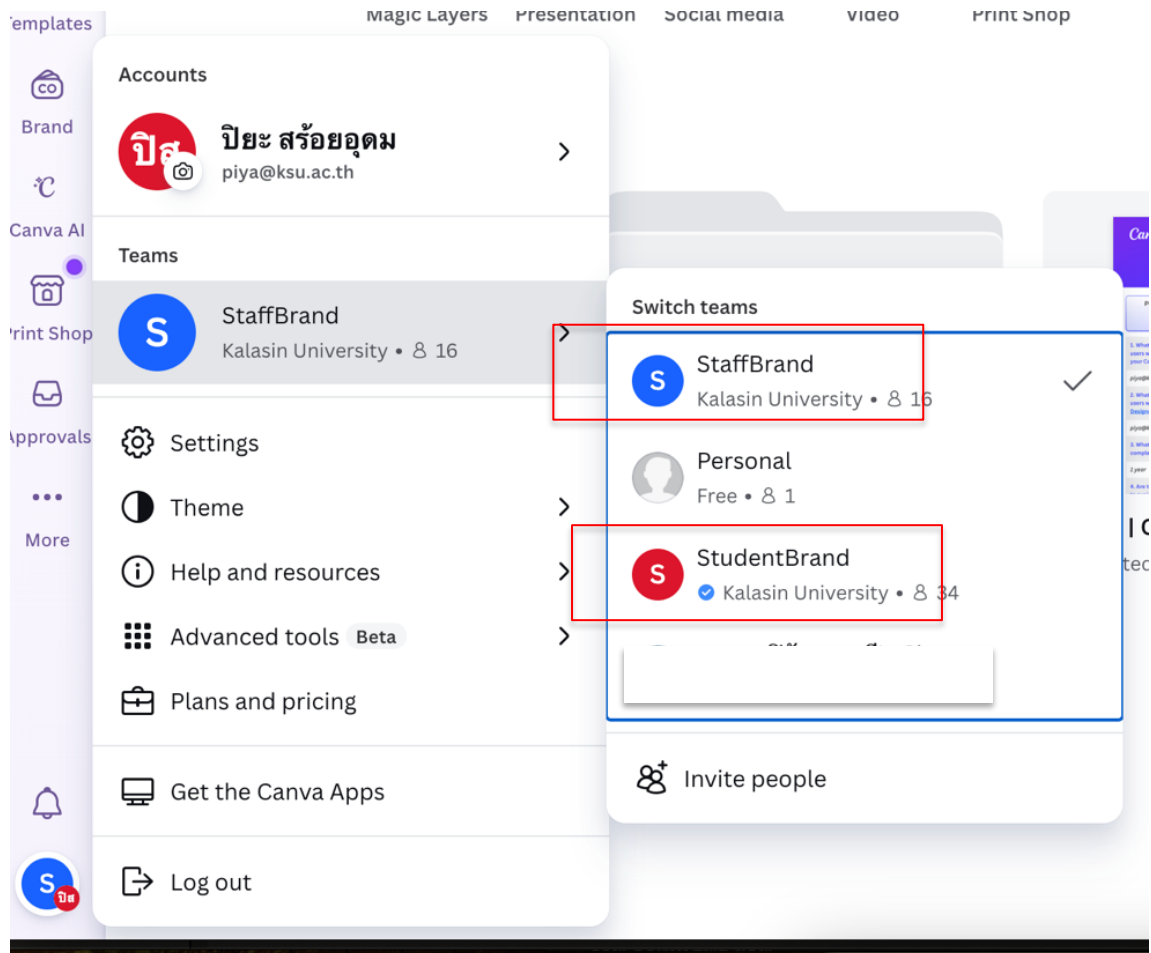 Templates
Magic Layers Presentation Social media Video Print Shop
Brand
Canva AI
Print Shop
Approvals
More
Accounts
ปิส
ปิยะ สร้อยอุดม
piya@ksu.ac.th
Teams
S
StaffBrand
Kalasin University • 16
Settings
Theme
Help and resources
Advanced tools Beta
Plans and pricing
Get the Canva Apps
Log out
S
ปิส
Switch teams
S
StaffBrand
Kalasin University • 16
Personal
Free • 1
S
StudentBrand
Kalasin University • 34
Invite people